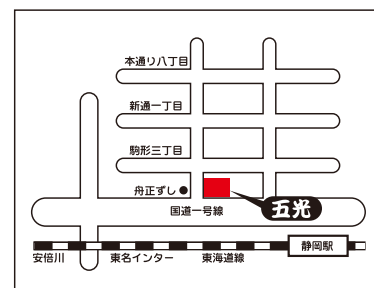 本通り八丁目
新通一丁目
駒形三丁目
舟正ずし
五光
国道一号線
静岡駅
安倍川
東名インター
東海道線